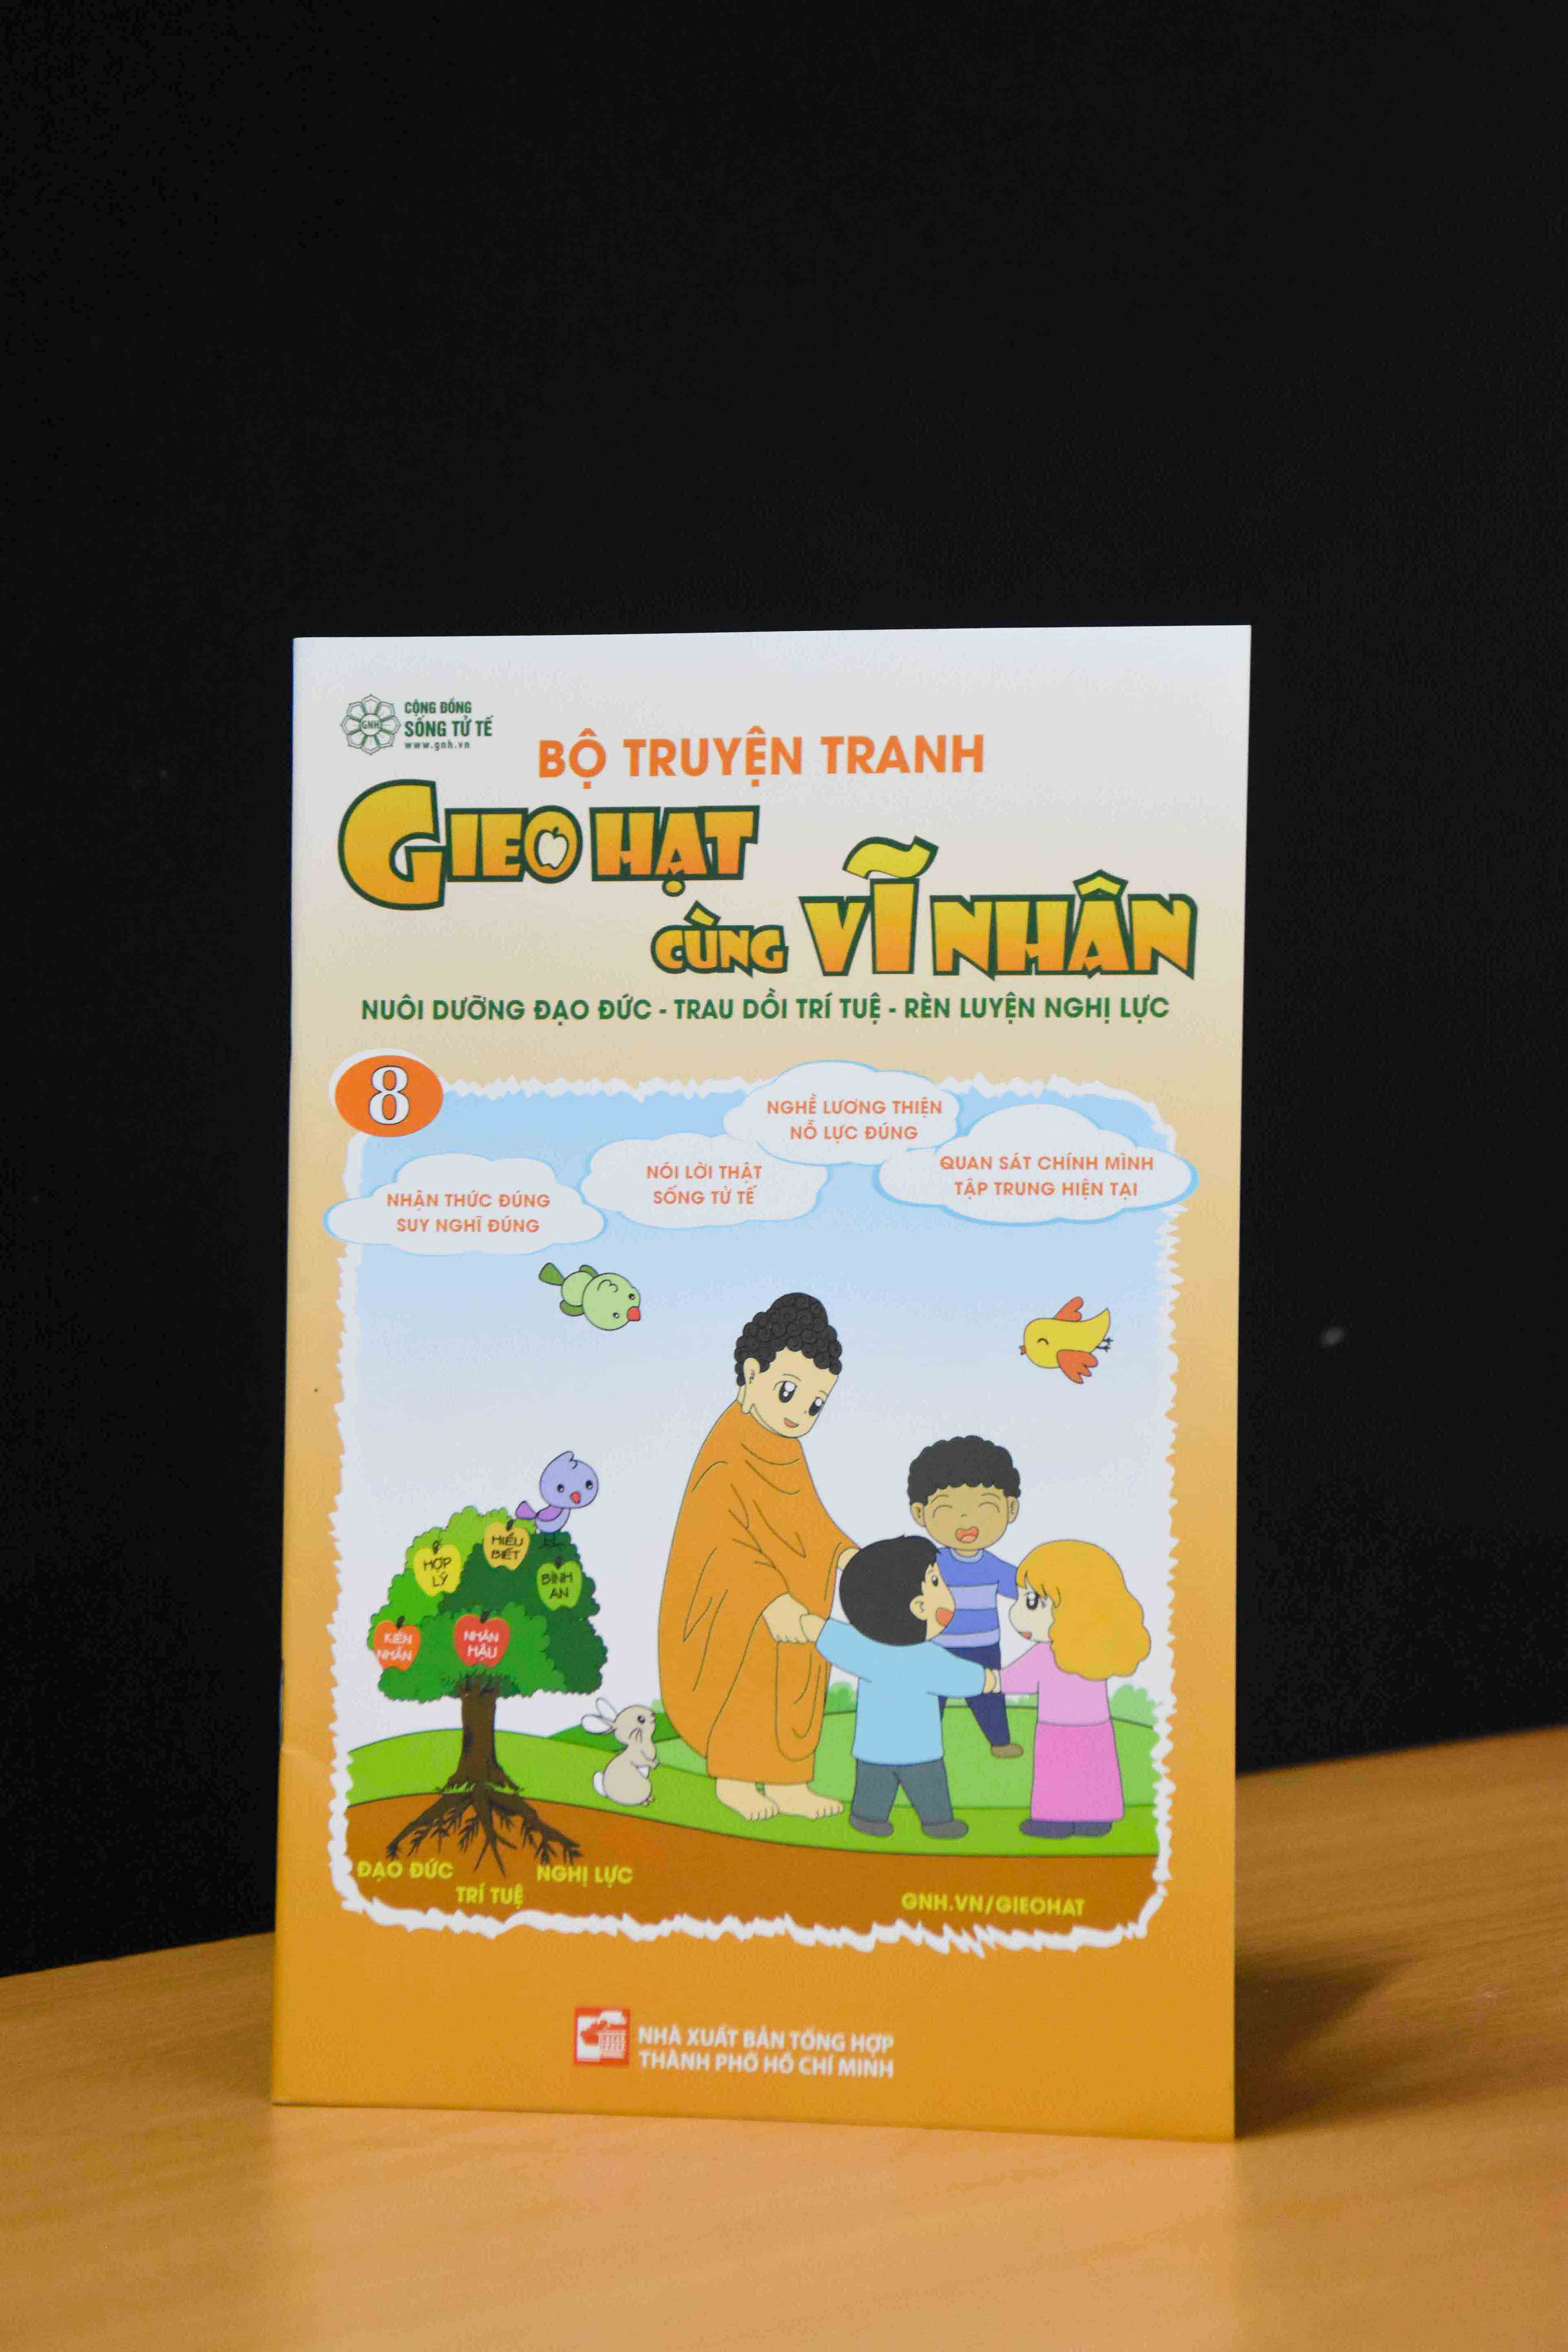 GNH
CỘNG ĐỒNG
SỐNG TỬ TẾ
www.gnh.vn
BỘ TRUYỆN TRANH
GIEO HẠT
CÙNG VĨ NHÂN
NUÔI DƯỠNG ĐẠO ĐỨC - TRAU DỒI TRÍ TUỆ - RÈN LUYỆN NGHỊ LỰC
8
NHẬN THỨC ĐÚNG
SUY NGHĨ ĐÚNG
NÓI LỜI THẬT
SỐNG TỬ TẾ
NGHỀ LƯƠNG THIỆN
NỖ LỰC ĐÚNG
QUAN SÁT CHÍNH MÌNH
TẬP TRUNG HIỆN TẠI
HỢP
LÝ
HIỂU
BIẾT
BÌNH
AN
KIÊN
NHẪN
NHÂN
HẬU
ĐẠO ĐỨC
TRÍ TUỆ
NGHỊ LỰC
GNH.VN/GIEOHAT
NHÀ XUẤT BẢN TỔNG HỢP
THÀNH PHỐ HỒ CHÍ MINH